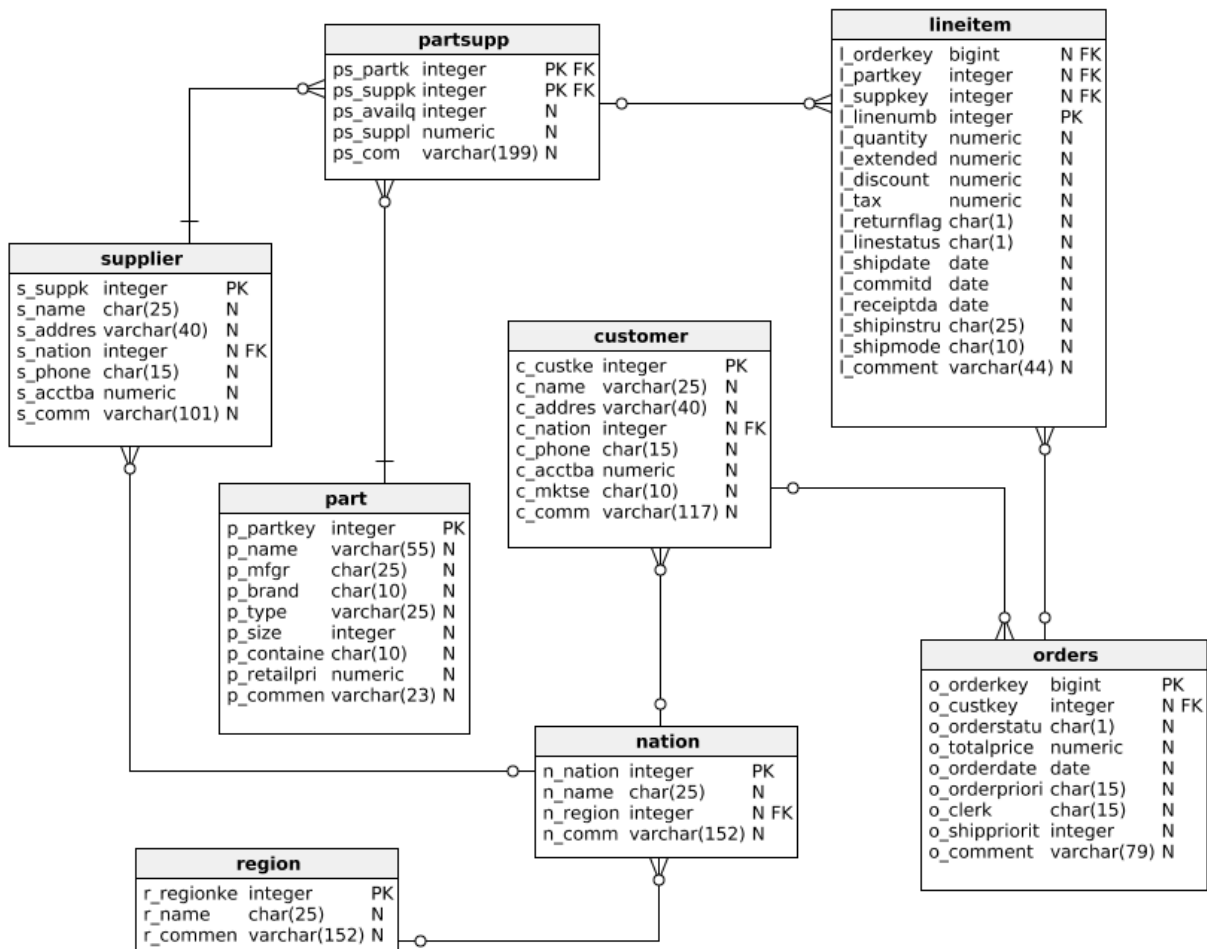 partsupp
ps_partk integer PK FK
ps_suppk integer PK FK
ps_availq integer N
ps_suppl numeric N
ps_com varchar(199) N
lineitem
l_orderkey bigint N FK
l_partkey integer N FK
l_suppkey integer N FK
l_linenumb integer PK
l_quantity numeric N
l_extended numeric N
l_discount numeric N
l_tax numeric N
l_returnflag char(1) N
l_linestatus char(1) N
l_shipdate date N
l_commitd date N
l_receiptda date N
l_shipinstru char(25) N
l_shipmode char(10) N
l_comment varchar(44) N
supplier
s_suppk integer PK
s_name char(25) N
s_addres varchar(40) N
s_nation integer N FK
s_phone char(15) N
s_acctba numeric N
s_comm varchar(101) N
customer
c_custke integer PK
c_name varchar(25) N
c_addres varchar(40) N
c_nation integer N FK
c_phone char(15) N
c_acctba numeric N
c_mktse char(10) N
c_comm varchar(117) N
part
p_partkey integer PK
p_name varchar(55) N
p_mfgr char(25) N
p_brand char(10) N
p_type varchar(25) N
p_size integer N
p_containe char(10) N
p_retailpri numeric N
p_commen varchar(23) N
orders
o_orderkey bigint PK
o_custkey integer N FK
o_orderstatu char(1) N
o_totalprice numeric N
o_orderdate date N
o_orderpriori char(15) N
o_clerk char(15) N
o_shippriorit integer N
o_comment varchar(79) N
nation
n_nation integer PK
n_name char(25) N
n_region integer N FK
n_comm varchar(152) N
region
r_regionke integer PK
r_name char(25) N
r_commen varchar(152) N